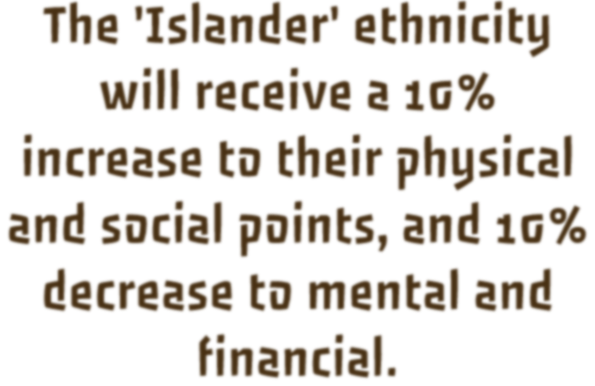 The 'Islander' ethnicity
will receive a 10%
increase to their physical
and social points, and 10%
decrease to mental and
financial.